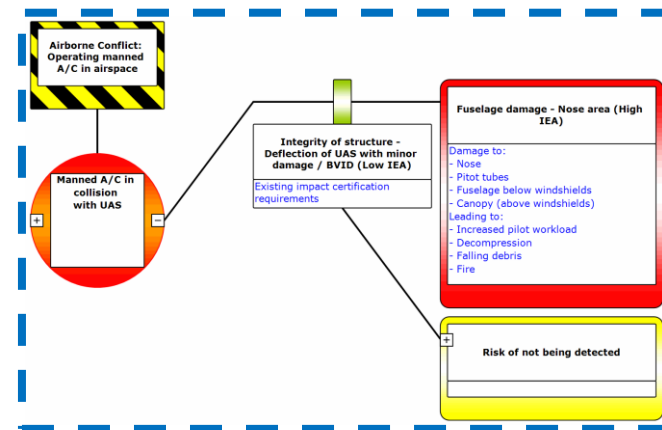 Airborne Conflict:
Operating manned
A/C in airspace
Manned A/C in
collision
with UAS
+
−
Integrity of structure -
Deflection of UAS with minor
damage / BVID (Low IEA)
Existing impact certification
requirements
Fuselage damage - Nose area (High
IEA)
Damage to:
- Nose
- Pitot tubes
- Fuselage below windshields
- Canopy (above windshields)
Leading to:
- Increased pilot workload
- Decompression
- Falling debris
- Fire
+
Risk of not being detected